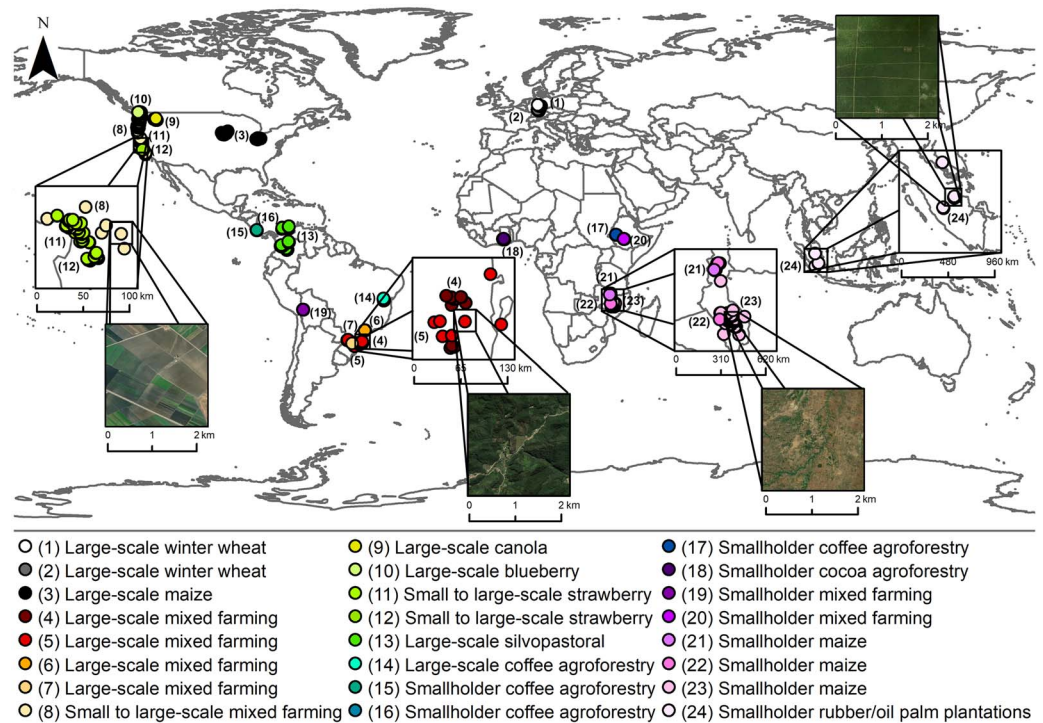 N
(10)
(9)
(8)
(11)
(3)
(12)
(1)
(2)
0 1 2 km
(8)
(11)
(12)
0 50 100 km
(16)
(15)
(13)
(18)
(17)
(20)
(24)
(24)
0 480 960 km
(14)
(19)
(6)
(7)
(4)
(5)
(4)
(5)
0 65 130 km
(21)
(22)
(23)
(21)
(23)
(22)
0 310 620 km
0 1 2 km
0 1 2 km
0 1 2 km
(1) Large-scale winter wheat
(2) Large-scale winter wheat
(3) Large-scale maize
(4) Large-scale mixed farming
(5) Large-scale mixed farming
(6) Large-scale mixed farming
(7) Large-scale mixed farming
(8) Small to large-scale mixed farming
(9) Large-scale canola
(10) Large-scale blueberry
(11) Small to large-scale strawberry
(12) Small to large-scale strawberry
(13) Large-scale silvopastoral
(14) Large-scale coffee agroforestry
(15) Smallholder coffee agroforestry
(16) Smallholder coffee agroforestry
(17) Smallholder coffee agroforestry
(18) Smallholder cocoa agroforestry
(19) Smallholder mixed farming
(20) Smallholder mixed farming
(21) Smallholder maize
(22) Smallholder maize
(23) Smallholder maize
(24) Smallholder rubber/oil palm plantations